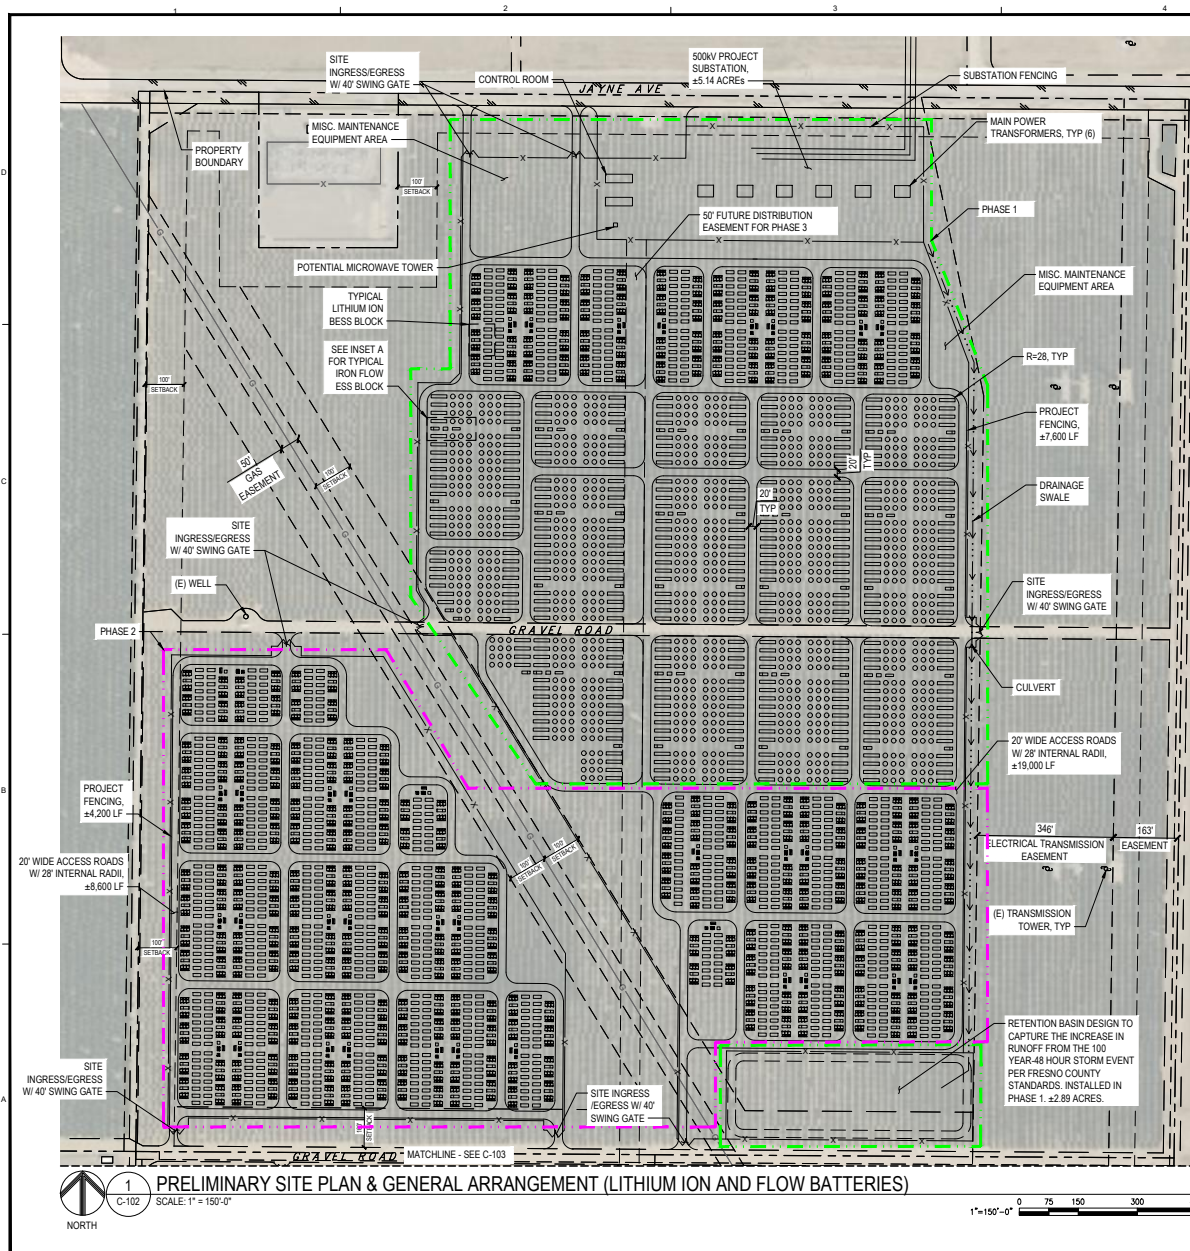 1
2
3
4
D
C
B
A
SITE
INGRESS/EGRESS
W/ 40' SWING GATE
CONTROL ROOM
500kV PROJECT
SUBSTATION,
±5.14 ACREs
SUBSTATION FENCING
JAYNE AVE
MISC. MAINTENANCE
EQUIPMENT AREA
MAIN POWER
TRANSFORMERS, TYP (6)
PROPERTY
BOUNDARY
100'
SETBACK
PHASE 1
50' FUTURE DISTRIBUTION
EASEMENT FOR PHASE 3
POTENTIAL MICROWAVE TOWER
MISC. MAINTENANCE
EQUIPMENT AREA
TYPICAL
LITHIUM ION
BESS BLOCK
SEE INSET A
FOR TYPICAL
IRON FLOW
ESS BLOCK
R=28, TYP
100'
SETBACK
PROJECT
FENCING,
±7,600 LF
50'
GAS
EASEMENT
100'
SETBACK
20'
TYP
20'
TYP
DRAINAGE
SWALE
SITE
INGRESS/EGRESS
W/ 40' SWING GATE
(E) WELL
SITE
INGRESS/EGRESS
W/ 40' SWING GATE
PHASE 2
GRAVEL ROAD
CULVERT
20' WIDE ACCESS ROADS
W/ 28' INTERNAL RADII,
±19,000 LF
PROJECT
FENCING,
±4,200 LF
346'
ELECTRICAL TRANSMISSION
EASEMENT
163'
EASEMENT
20' WIDE ACCESS ROADS
W/ 28' INTERNAL RADII,
±8,600 LF
100'
SETBACK
100'
SETBACK
(E) TRANSMISSION
TOWER, TYP
100'
SETBACK
RETENTION BASIN DESIGN TO
CAPTURE THE INCREASE IN
RUNOFF FROM THE 100
YEAR-48 HOUR STORM EVENT
PER FRESNO COUNTY
STANDARDS. INSTALLED IN
PHASE 1. ±2.89 ACRES.
SITE
INGRESS/EGRESS
W/ 40' SWING GATE
SITE INGRESS
/EGRESS W/ 40'
SWING GATE
SETBACK
GRAVEL ROAD
MATCHLINE - SEE C-103
NORTH
1
C-102
PRELIMINARY SITE PLAN & GENERAL ARRANGEMENT (LITHIUM ION AND FLOW BATTERIES)
SCALE: 1" = 150'-0"
1"=150'-0"
0 75 150 300